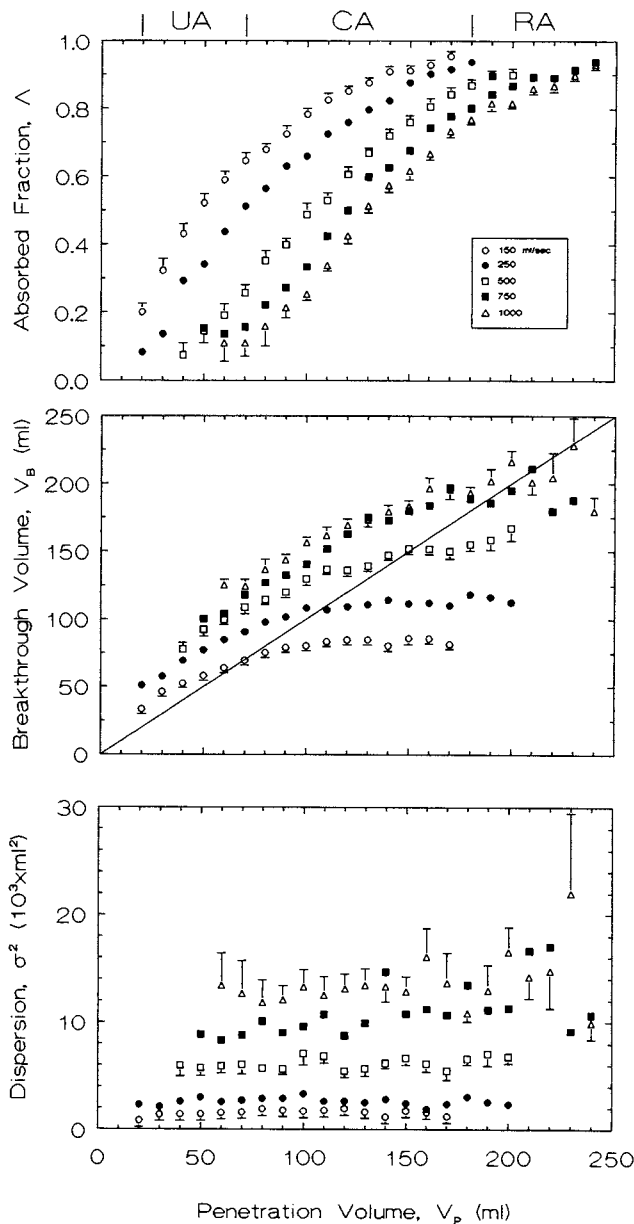 UA CA RA
Absorbed Fraction, Λ
1.0
0.8
0.6
0.4
0.2
0.0
150 ml/sec
250
500
750
1000
Breakthrough Volume, V_B (ml)
250
200
150
100
50
0
Dispersion, σ² (10³xml²)
30
20
10
0
0 50 100 150 200 250
Penetration Volume, V_P (ml)